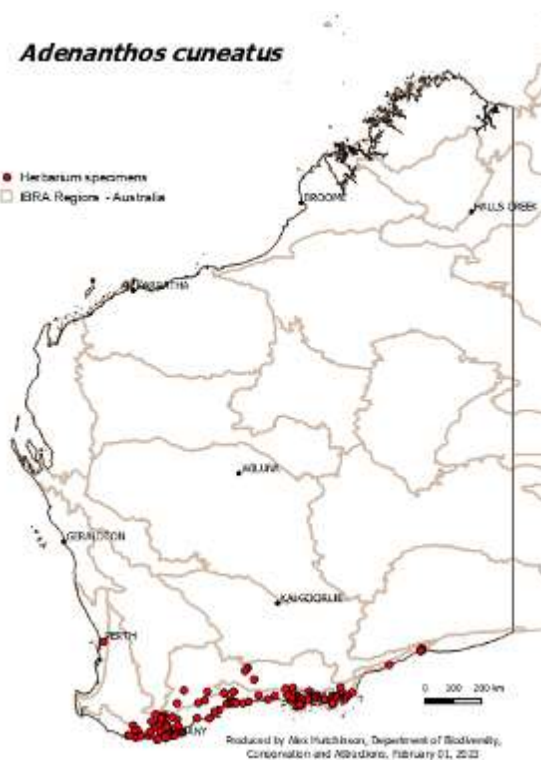 Adenanthos cuneatus
Herbarium specimens
IBRA Regions - Australia
BROOME
HALLS CREEK
KARRATHA
WILUNA
GERALDTON
KALGOORLIE
PERTH
0 100 200 km
Produced by Alex Hutchinson, Department of Biodiversity,
Conservation and Attractions, February 01, 2023